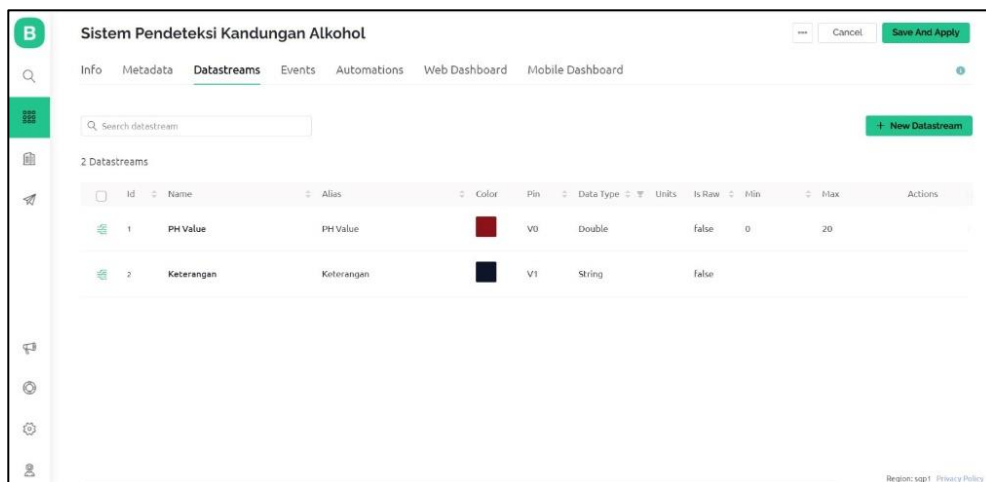 B Sistem Pendeteksi Kandungan Alkohol ••• Cancel Save And Apply
Info Metadata Datastreams Events Automations Web Dashboard Mobile Dashboard
Search datastream + New Datastream
2 Datastreams
Id Name Alias Color Pin Data Type Units Is Raw Min Max Actions
1 PH Value PH Value V0 Double false 0 20
2 Keterangan Keterangan V1 String false
Region: sgp1 Privacy Policy